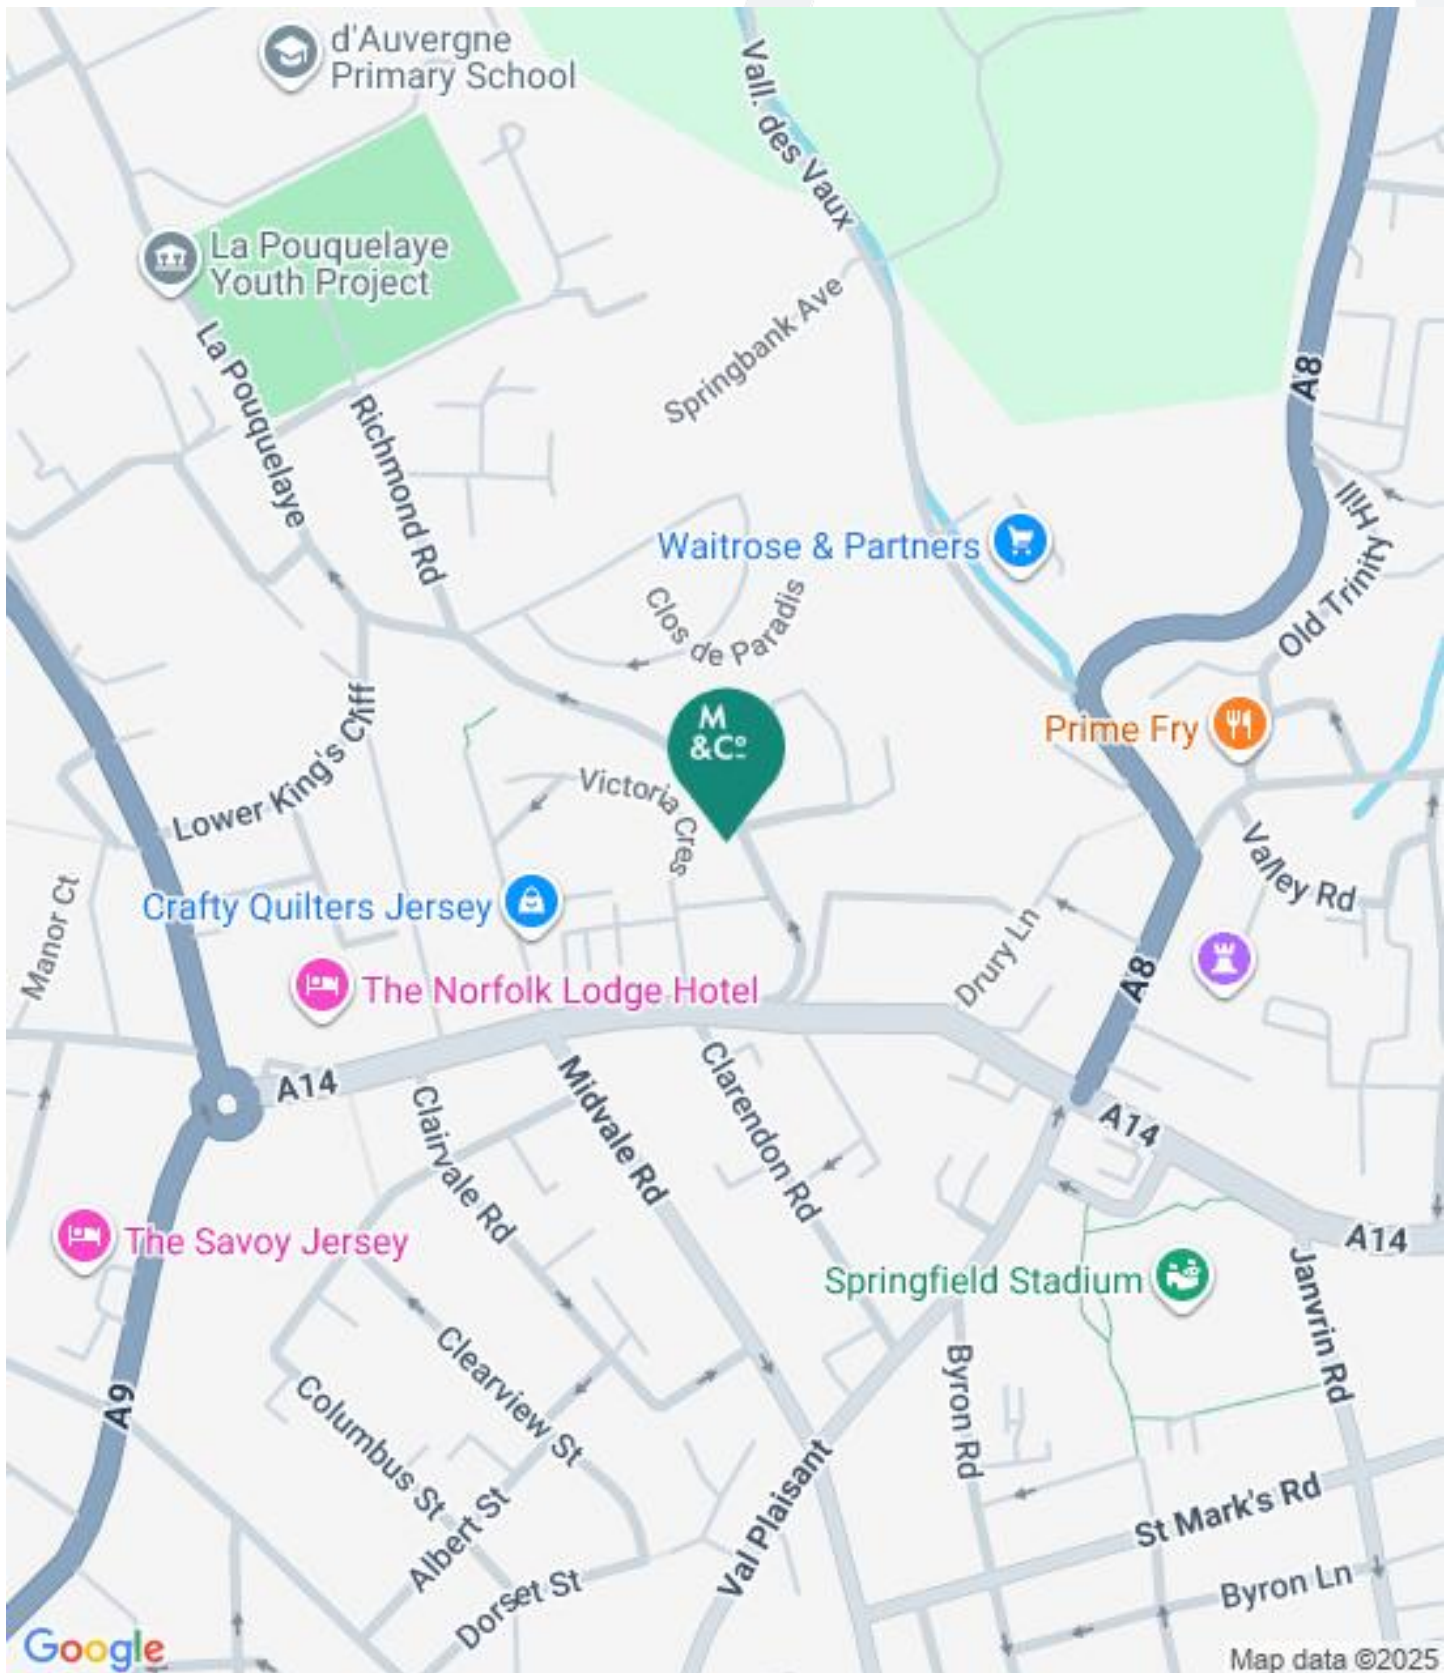 d'Auvergne
Primary School
Vall. des Vaux
La Pouquelaye
Youth Project
Springbank Ave
A8
La Pouquelaye
Richmond Rd
Old Trinity Hill
Waitrose & Partners
Clos de Paradis
M
&Co
Prime Fry
Lower King's Cliff
Victoria Cres
Valley Rd
Manor Ct
Crafty Quilters Jersey
Drury Ln
A8
The Norfolk Lodge Hotel
A14
Clairvale Rd
Midvale Rd
Clarendon Rd
A14
The Savoy Jersey
A14
Springfield Stadium
Janvrin Rd
A9
Clearview St
Byron Rd
Columbus St
Albert St
Val Plaisant
St Mark's Rd
Dorset St
Byron Ln
Google
Map data ©2025